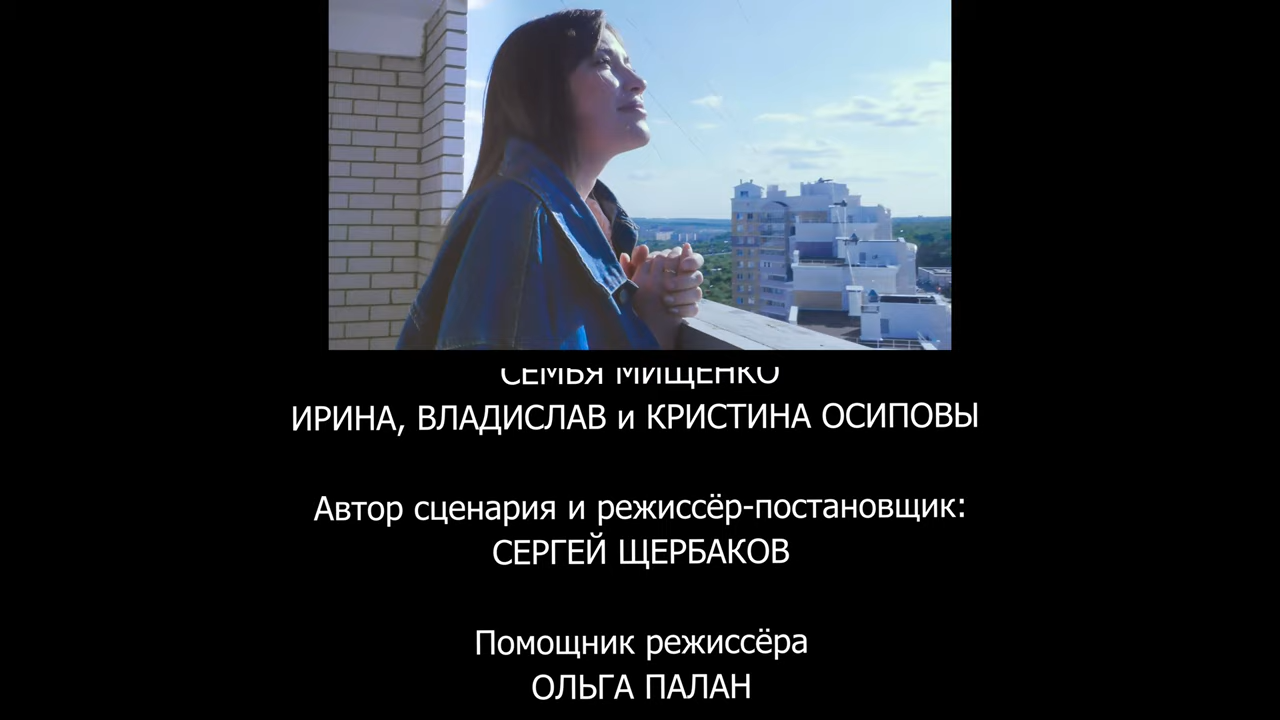 СЕМЬЯ МИЩЕНКО
ИРИНА, ВЛАДИСЛАВ и КРИСТИНА ОСИПОВЫ
Автор сценария и режиссёр-постановщик:
СЕРГЕЙ ЩЕРБАКОВ
Помощник режиссёра
ОЛЬГА ПАЛАН